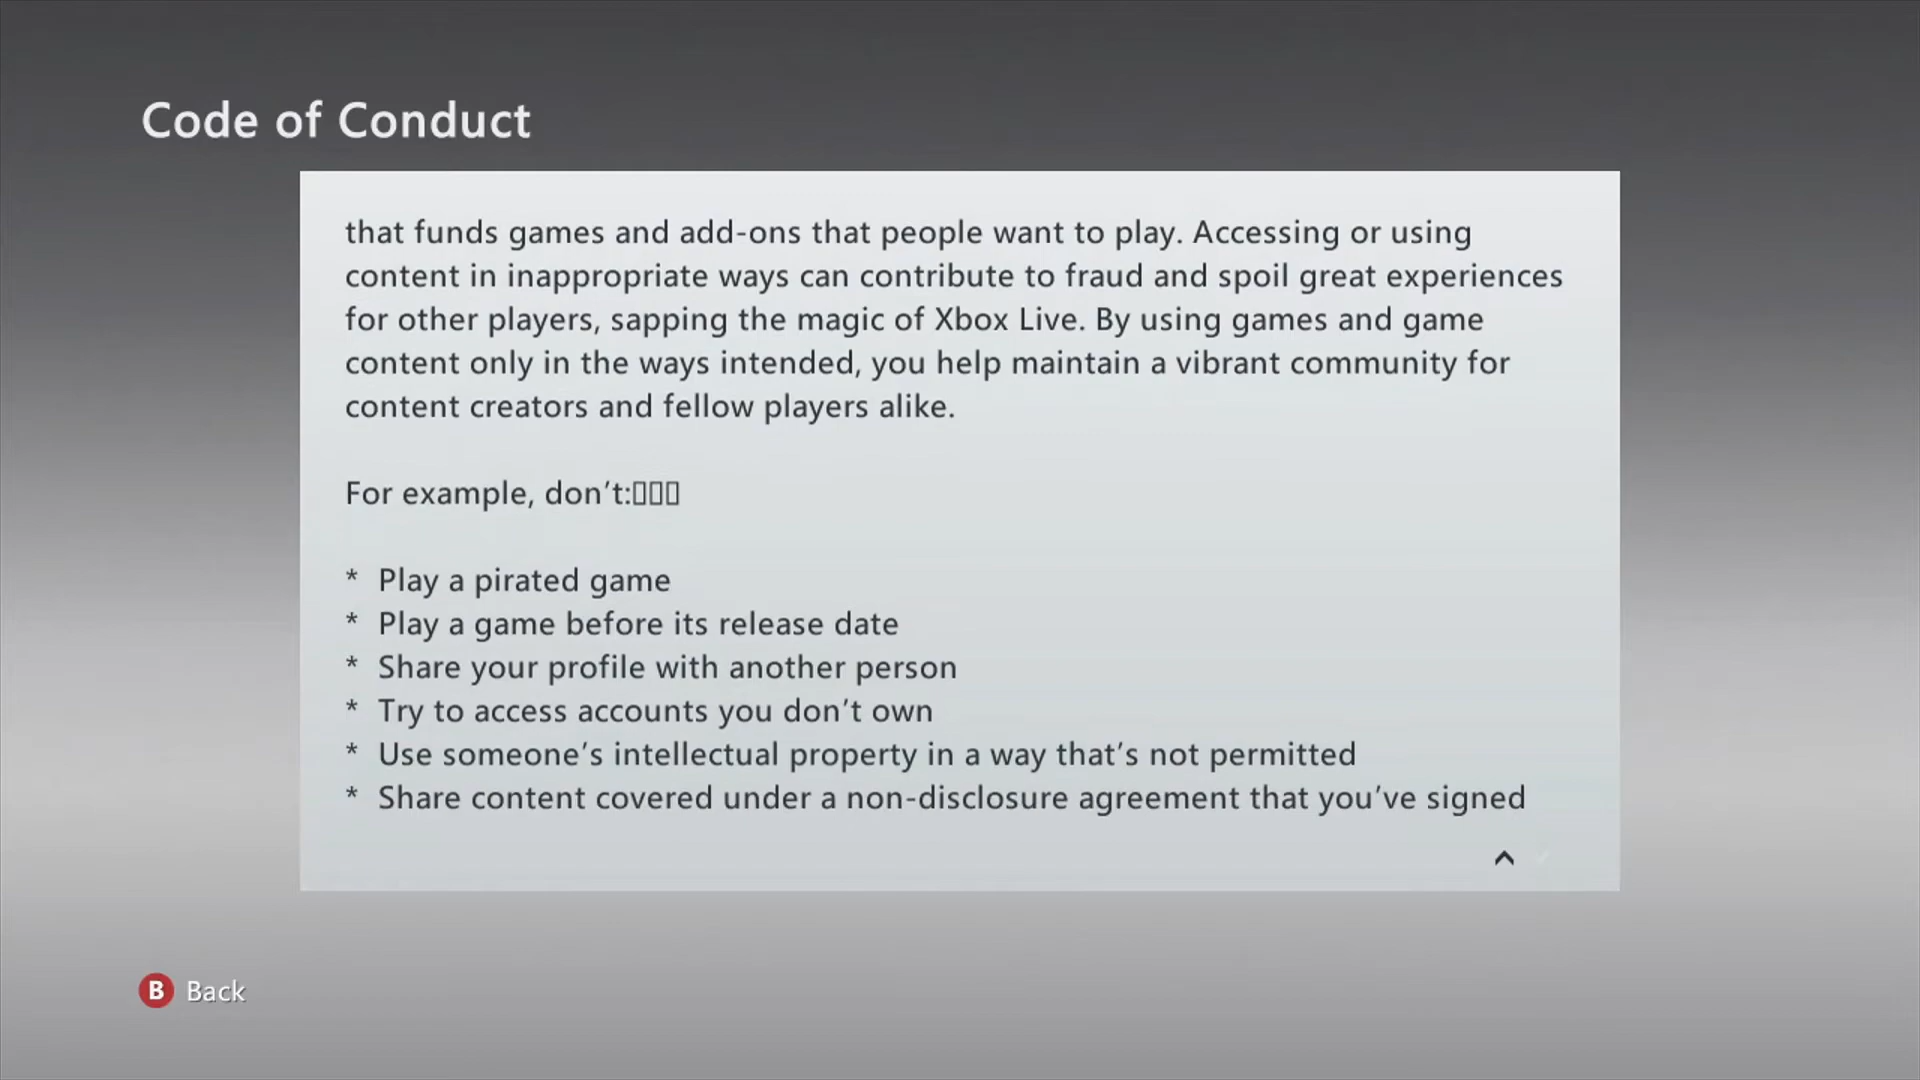 Code of Conduct
that funds games and add-ons that people want to play. Accessing or using
content in inappropriate ways can contribute to fraud and spoil great experiences
for other players, sapping the magic of Xbox Live. By using games and game
content only in the ways intended, you help maintain a vibrant community for
content creators and fellow players alike.
For example, don’t:▯▯▯
* Play a pirated game
* Play a game before its release date
* Share your profile with another person
* Try to access accounts you don’t own
* Use someone’s intellectual property in a way that’s not permitted
* Share content covered under a non-disclosure agreement that you’ve signed
B Back